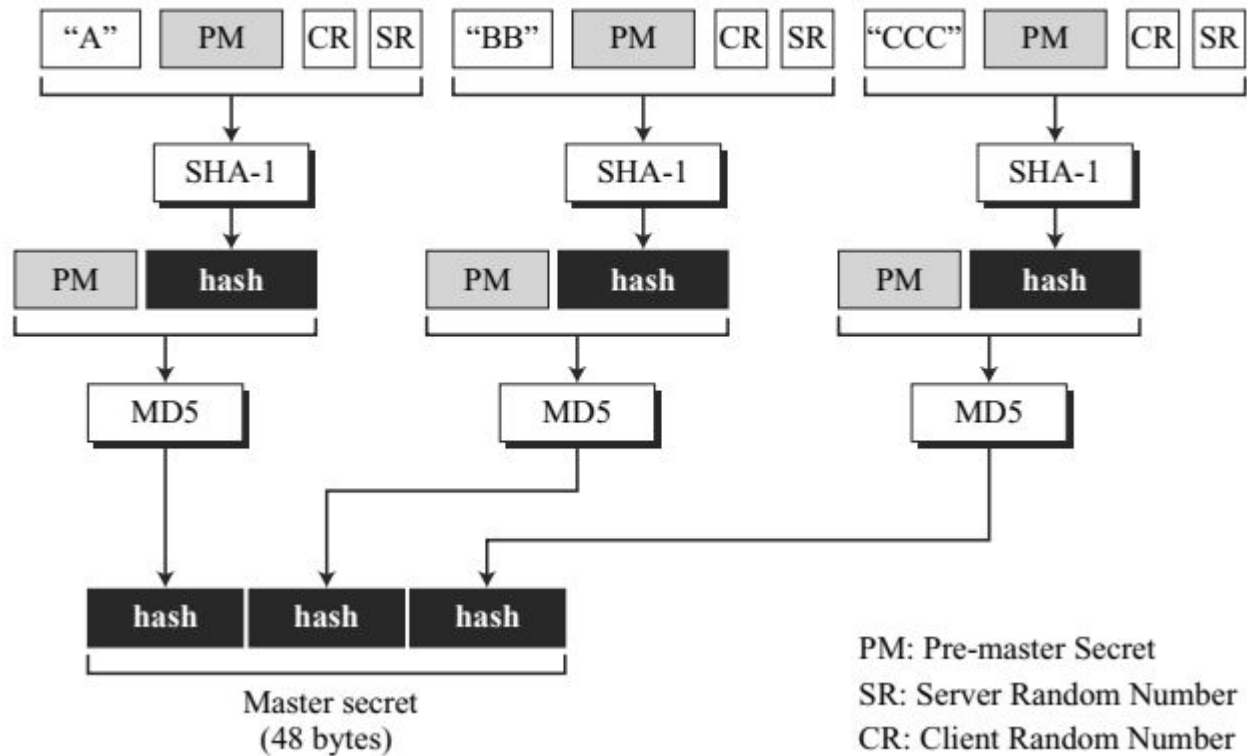 “A” PM CR SR “BB” PM CR SR “CCC” PM CR SR
SHA-1 SHA-1 SHA-1
PM hash PM hash PM hash
MD5 MD5 MD5
hash hash hash
Master secret
(48 bytes)
PM: Pre-master Secret
SR: Server Random Number
CR: Client Random Number